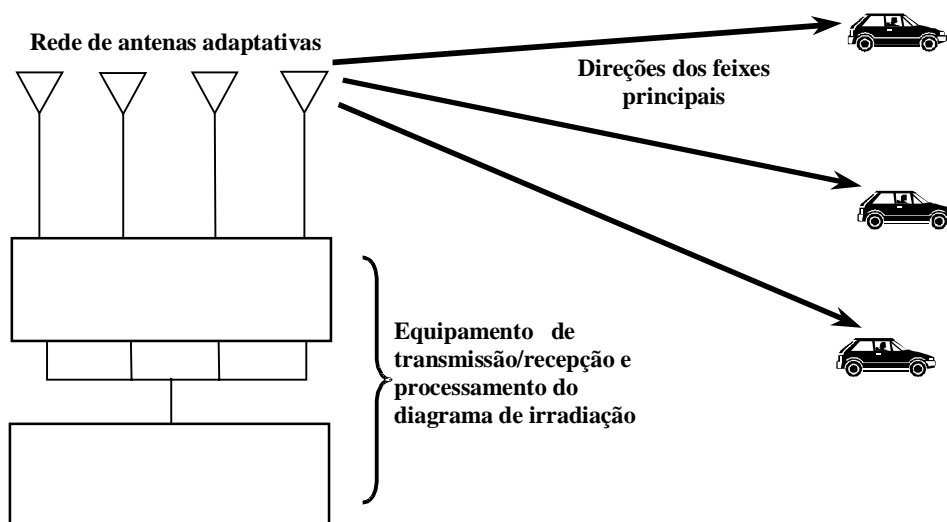 Rede de antenas adaptativas
Direções dos feixes
principais
Equipamento de
transmissão/recepção e
processamento do
diagrama de irradiação